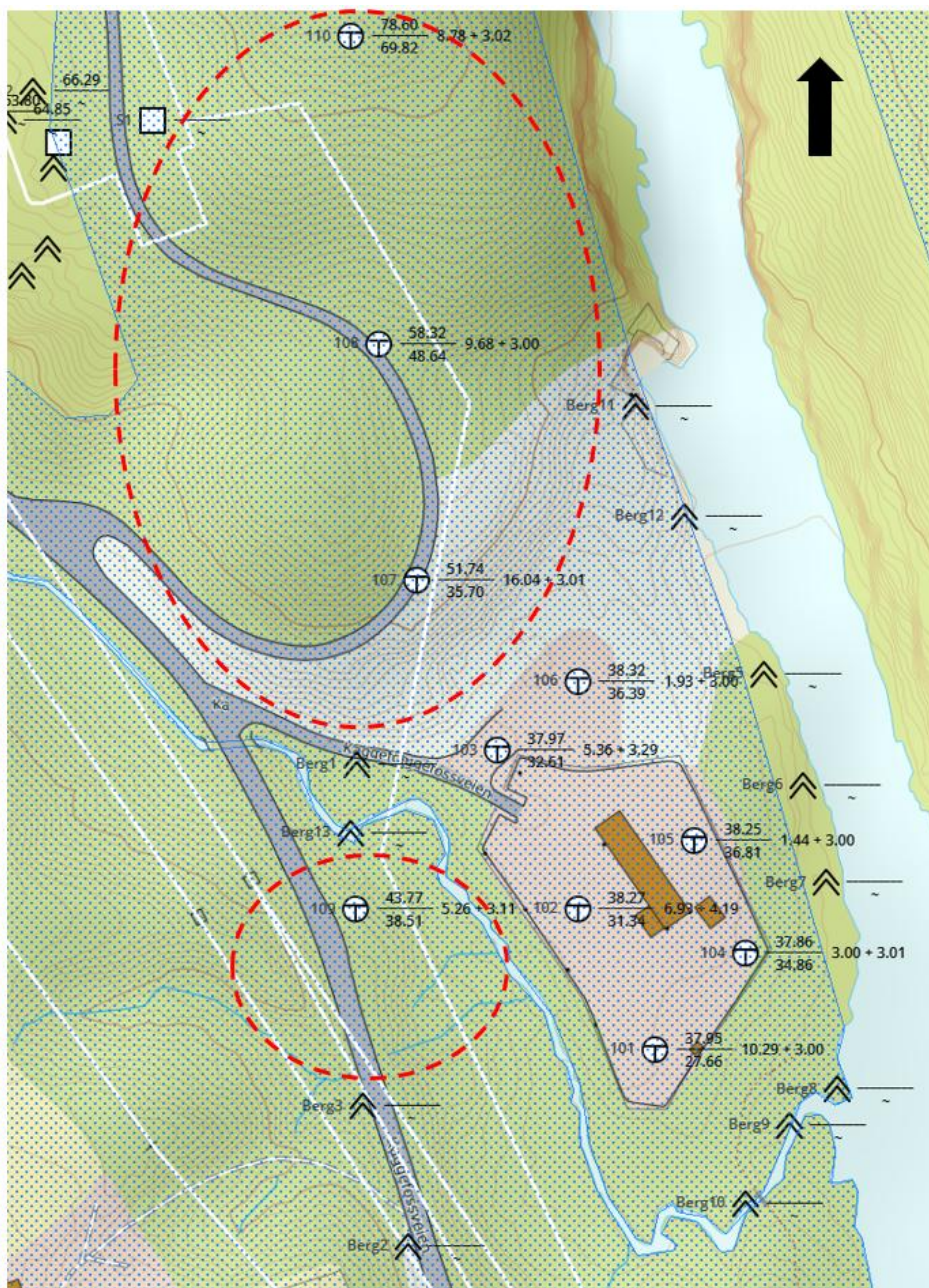 110 78.60 8.78 + 3.02
69.82
66.29
~
64.85
S1 ~
~
108 58.32 9.68 + 3.00
48.64
Berg11
~
Berg12
~
107 51.74 16.04 + 3.01
35.70
106 38.32 1.93 + 3.00
36.39
Berg5
~
Ka
103 37.97 5.36 + 3.29
32.61
Berg1
Berg6
~
Berg13
~
105 38.25 1.44 + 3.00
36.81
Berg7
~
109 43.77 5.26 + 3.11
38.51
102 38.27 6.93 + 4.19
31.34
104 37.86 3.00 + 3.01
34.86
101 37.95 10.29 + 3.00
27.66
Berg8
~
Berg3
~
Berg9
~
Berg10
~
Berg2
~